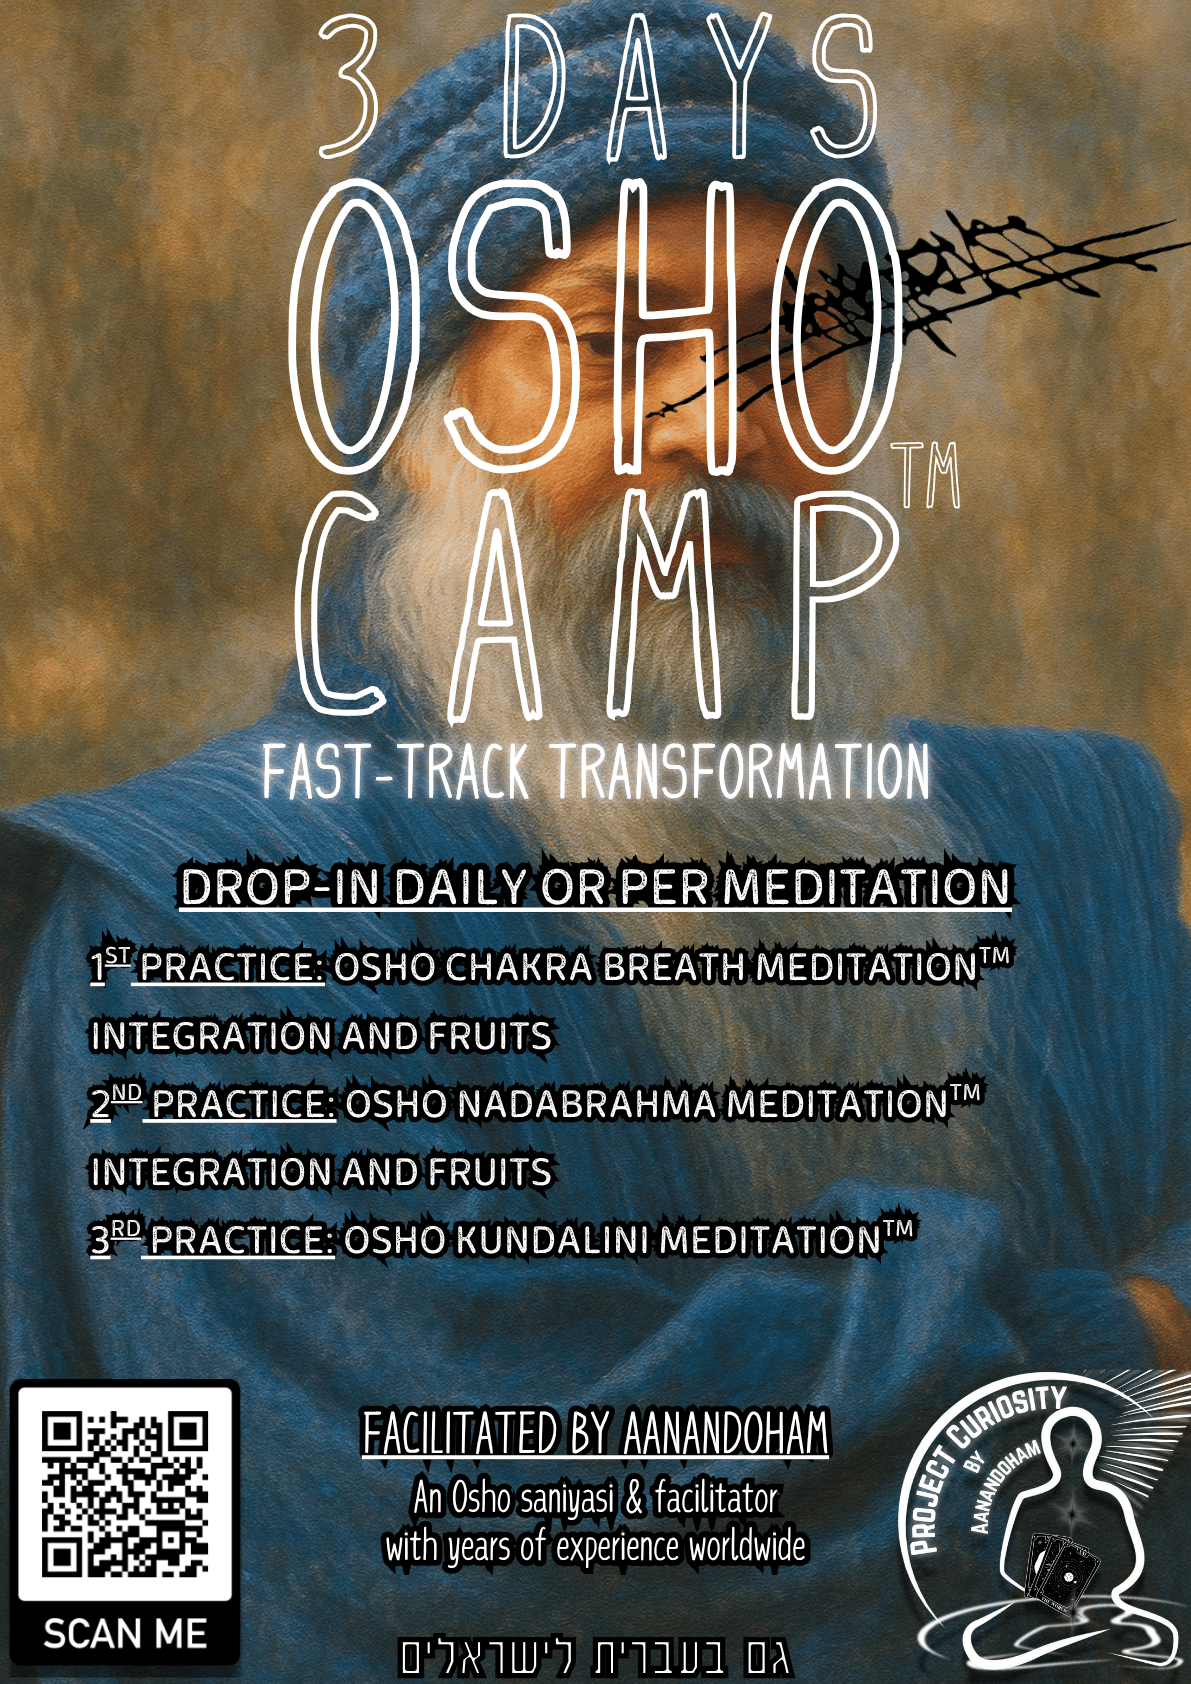 3 DAYS
OSHO
TM
CAMP
FAST-TRACK TRANSFORMATION
DROP-IN DAILY OR PER MEDITATION
1ST PRACTICE: OSHO CHAKRA BREATH MEDITATION™
INTEGRATION AND FRUITS
2ND PRACTICE: OSHO NADABRAHMA MEDITATION™
INTEGRATION AND FRUITS
3RD PRACTICE: OSHO KUNDALINI MEDITATION™
SCAN ME
FACILITATED BY AANANDOHAM
An Osho saniyasi & facilitator
with years of experience worldwide
גם בעברית לישראלים
PROJECT CURIOSITY
BY
AANANDOHAM